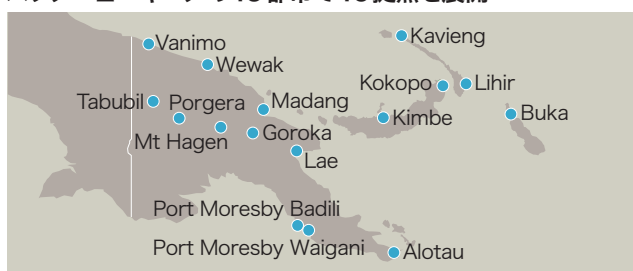 Vanimo
Kavieng
Wewak
Kokopo
Lihir
Tabubil
Porgera
Madang
Kimbe
Buka
Mt Hagen
Goroka
Lae
Port Moresby Badili
Port Moresby Waigani
Alotau